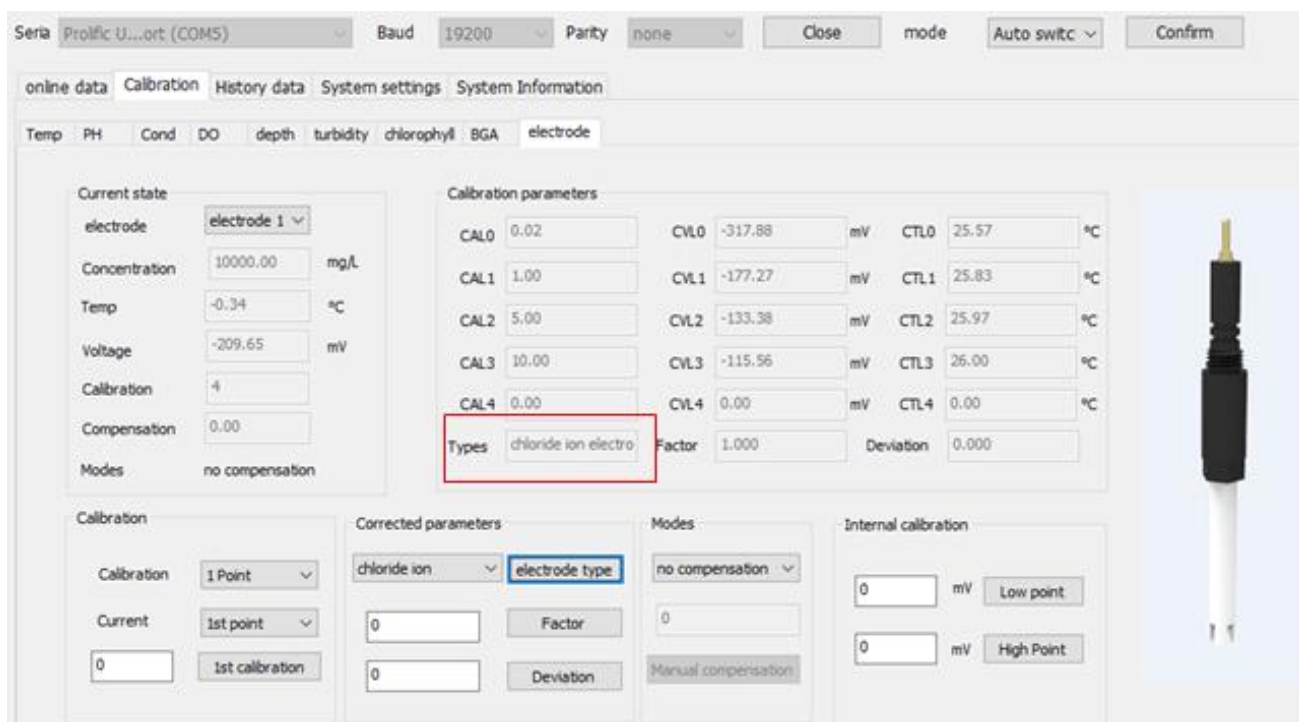 Seria Prolific U...ort (COM5) Baud 19200 Parity none Close mode Auto switc Confirm
online data Calibration History data System settings System Information
Temp PH Cond DO depth turbidity chlorophyll BGA electrode
Current state
electrode electrode 1
Concentration 10000.00 mg/L
Temp -0.34 °C
Voltage -209.65 mV
Calibration 4
Compensation 0.00
Modes no compensation
Calibration parameters
CAL0 0.02 CVL0 -317.88 mV CTL0 25.57 °C
CAL1 1.00 CVL1 -177.27 mV CTL1 25.83 °C
CAL2 5.00 CVL2 -133.38 mV CTL2 25.97 °C
CAL3 10.00 CVL3 -115.56 mV CTL3 26.00 °C
CAL4 0.00 CVL4 0.00 mV CTL4 0.00 °C
Types chloride ion electro Factor 1.000 Deviation 0.000
Calibration
Calibration 1 Point
Current 1st point
0 1st calibration
Corrected parameters
chloride ion electrode type
0 Factor
0 Deviation
Modes
no compensation
0
Manual compensation
Internal calibration
0 mV Low point
0 mV High Point